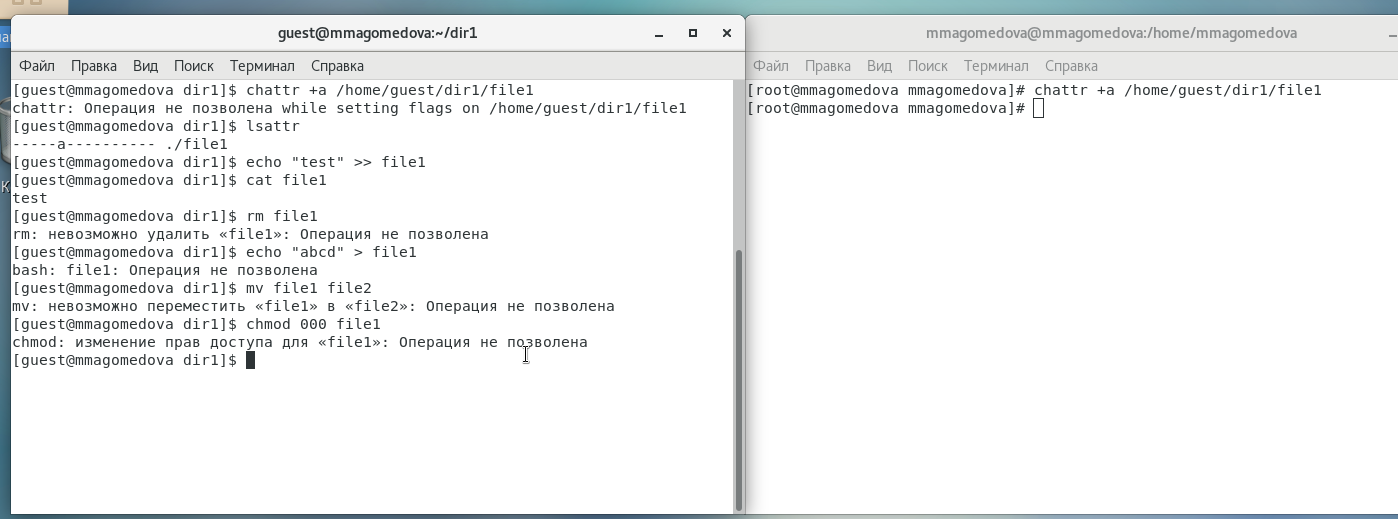 guest@mmagomedova:~/dir1
Файл Правка Вид Поиск Терминал Справка
[guest@mmagomedova dir1]$ chattr +a /home/guest/dir1/file1
chattr: Операция не позволена while setting flags on /home/guest/dir1/file1
[guest@mmagomedova dir1]$ lsattr
-----a---------- ./file1
[guest@mmagomedova dir1]$ echo "test" >> file1
[guest@mmagomedova dir1]$ cat file1
test
[guest@mmagomedova dir1]$ rm file1
rm: невозможно удалить «file1»: Операция не позволена
[guest@mmagomedova dir1]$ echo "abcd" > file1
bash: file1: Операция не позволена
[guest@mmagomedova dir1]$ mv file1 file2
mv: невозможно переместить «file1» в «file2»: Операция не позволена
[guest@mmagomedova dir1]$ chmod 000 file1
chmod: изменение прав доступа для «file1»: Операция не позволена
[guest@mmagomedova dir1]$
mmagomedova@mmagomedova:/home/mmagomedova
Файл Правка Вид Поиск Терминал Справка
[root@mmagomedova mmagomedova]# chattr +a /home/guest/dir1/file1
[root@mmagomedova mmagomedova]#